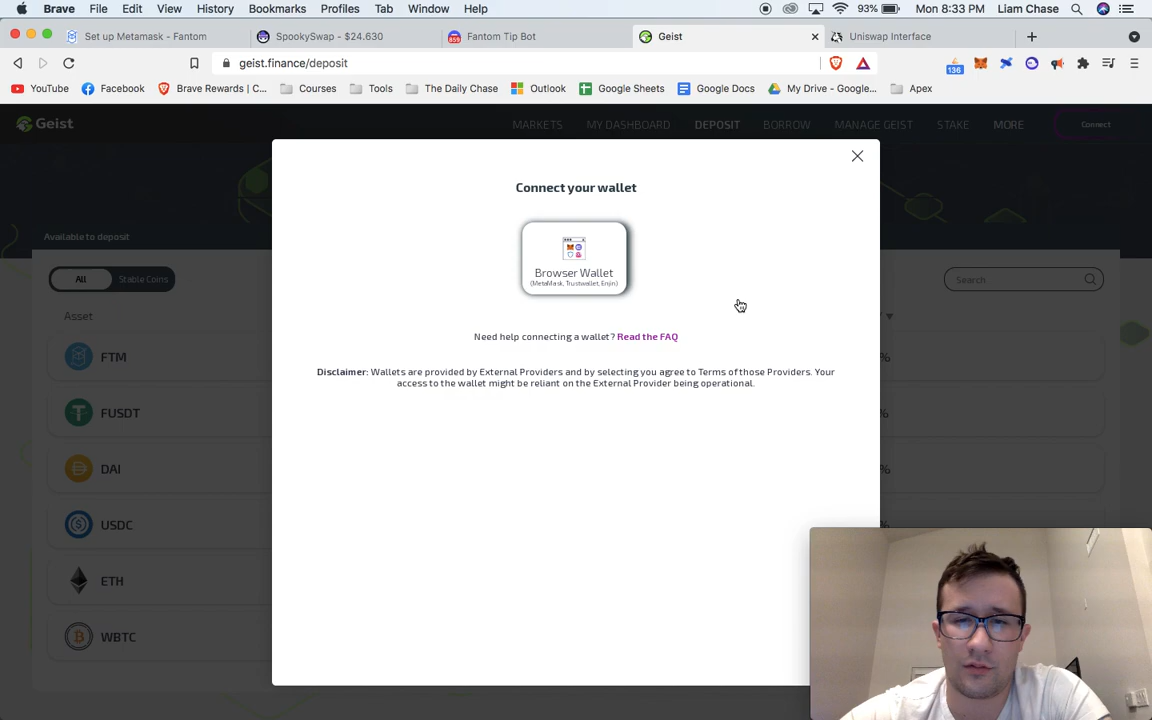 Brave File Edit View History Bookmarks Profiles Tab Window Help 93% Mon 8:33 PM Liam Chase
Set up Metamask - Fantom SpookySwap - $24.630 Fantom Tip Bot Geist Uniswap Interface
geist.finance/deposit 136
YouTube Facebook Brave Rewards | C... Courses Tools The Daily Chase Outlook Google Sheets Google Docs My Drive - Google... Apex
Geist MARKETS MY DASHBOARD DEPOSIT BORROW MANAGE GEIST STAKE MORE Connect
Connect your wallet
Available to deposit
Browser Wallet
(MetaMask, Trustwallet, Enjin)
All Stable Coins Search...
Asset
Need help connecting a wallet? Read the FAQ
FTM %
Disclaimer: Wallets are provided by External Providers and by selecting you agree to Terms of those Providers. Your
access to the wallet might be reliant on the External Provider being operational.
FUSDT %
DAI %
USDC %
ETH
WBTC